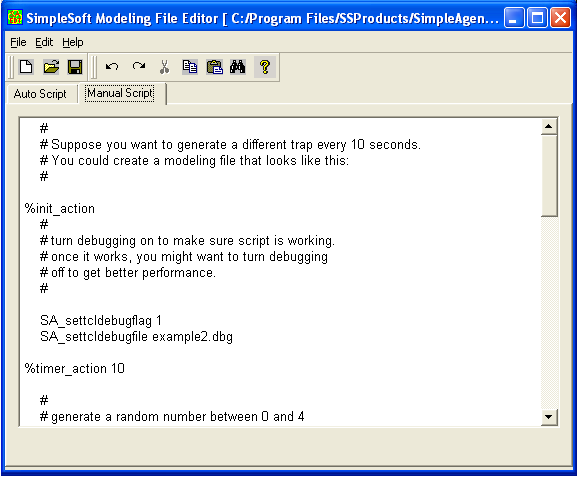 SimpleSoft Modeling File Editor [ C:/Program Files/SSProducts/SimpleAgen...
File Edit Help
Auto Script Manual Script
#
# Suppose you want to generate a different trap every 10 seconds.
# You could create a modeling file that looks like this:
#
%init_action
#
# turn debugging on to make sure script is working.
# once it works, you might want to turn debugging
# off to get better performance.
#
SA_settcldebugflag 1
SA_settcldebugfile example2.dbg
%timer_action 10
#
# generate a random number between 0 and 4